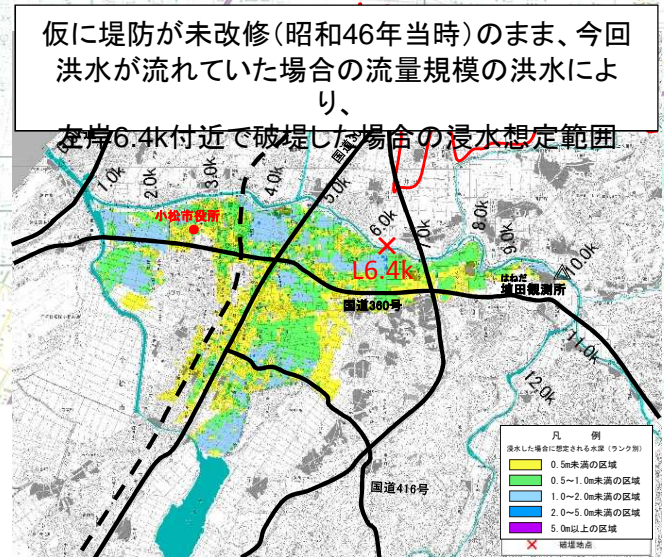 仮に堤防が未改修(昭和46年当時)のまま、今回
洪水が流れていた場合の流量規模の洪水によ
り、
左岸6.4k付近で破堤した場合の浸水想定範囲
1.0k
2.0k
3.0k
4.0k
5.0k
6.0k
7.0k
8.0k
9.0k
10.0k
11.0k
12.0k
小松市役所
L6.4k
国道360号
はねだ
埴田観測所
国道416号
凡 例
浸水した場合に想定される水深(ランク別)
0.5m未満の区域
0.5~1.0m未満の区域
1.0~2.0m未満の区域
2.0~5.0m未満の区域
5.0m以上の区域
破堤地点